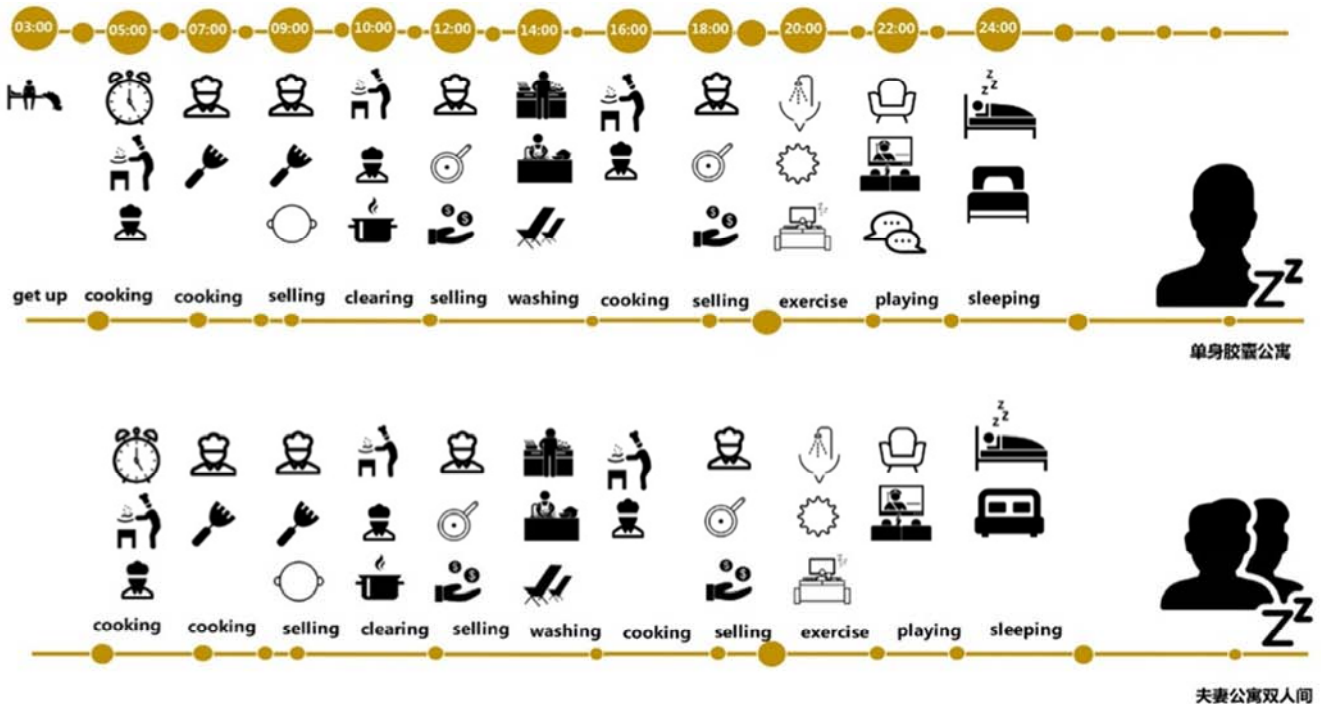 03:00 05:00 07:00 09:00 10:00 12:00 14:00 16:00 18:00 20:00 22:00 24:00
get up cooking cooking selling clearing selling washing cooking selling exercise playing sleeping
单身胶囊公寓
cooking cooking selling clearing selling washing cooking selling exercise playing sleeping
夫妻公寓双人间